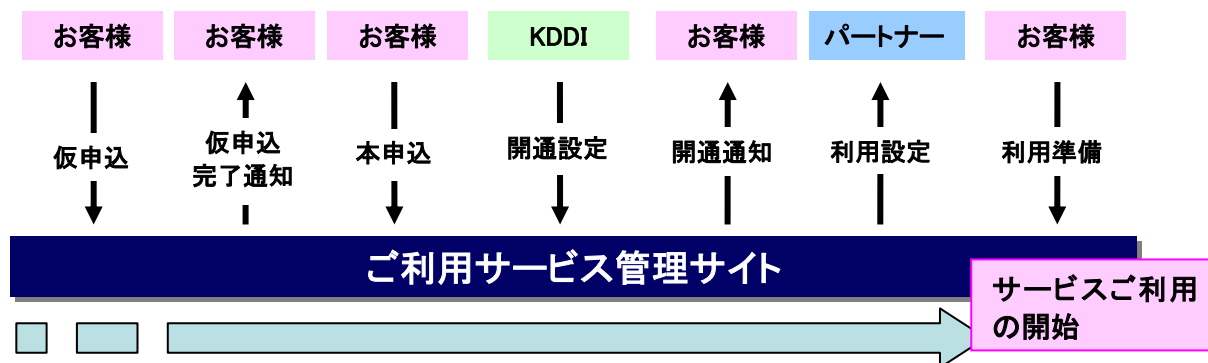 お客様
お客様
お客様
KDDI
お客様
パートナー
お客様
仮申込
仮申込
完了通知
本申込
開通設定
開通通知
利用設定
利用準備
ご利用サービス管理サイト
サービスご利用
の開始